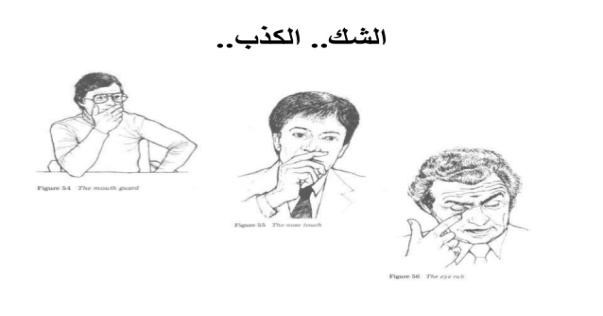 الشك.. الكذب..
Figure 54 The mouth guard
Figure 55 The nose touch
Figure 56 The eye rub